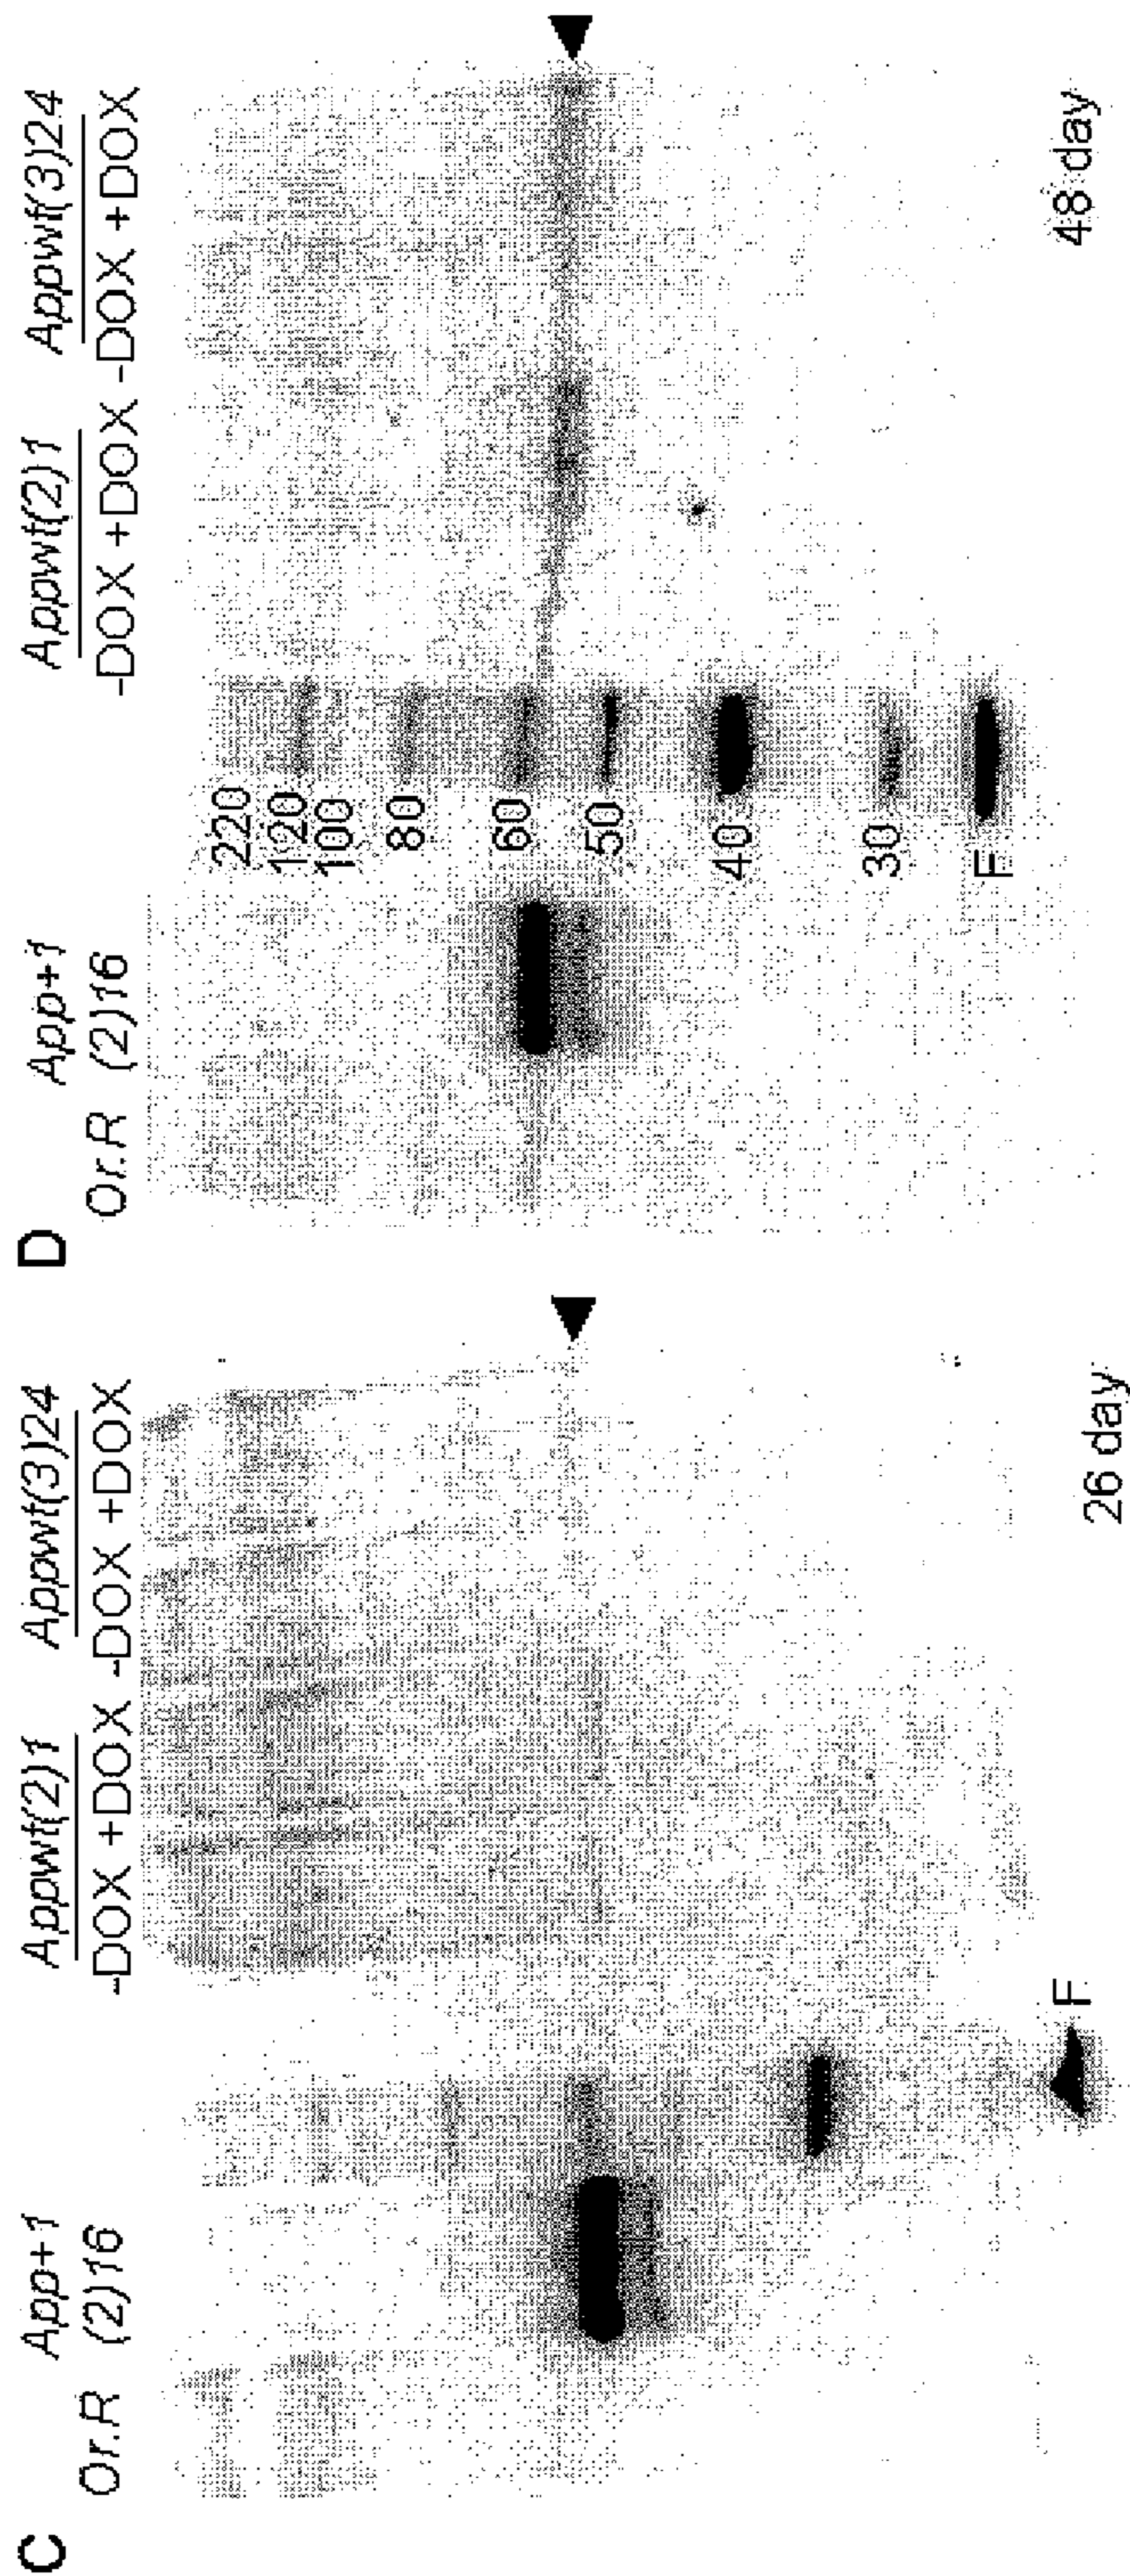 C
Or.R
App+1
(2)16
Appwt(2)1
-DOX +DOX
Appwt(3)24
-DOX +DOX
F
26 day
D
Or.R
App+1
(2)16
Appwt(2)1
-DOX +DOX
Appwt(3)24
-DOX +DOX
220
120
100
80
60
50
40
30
F
48 day